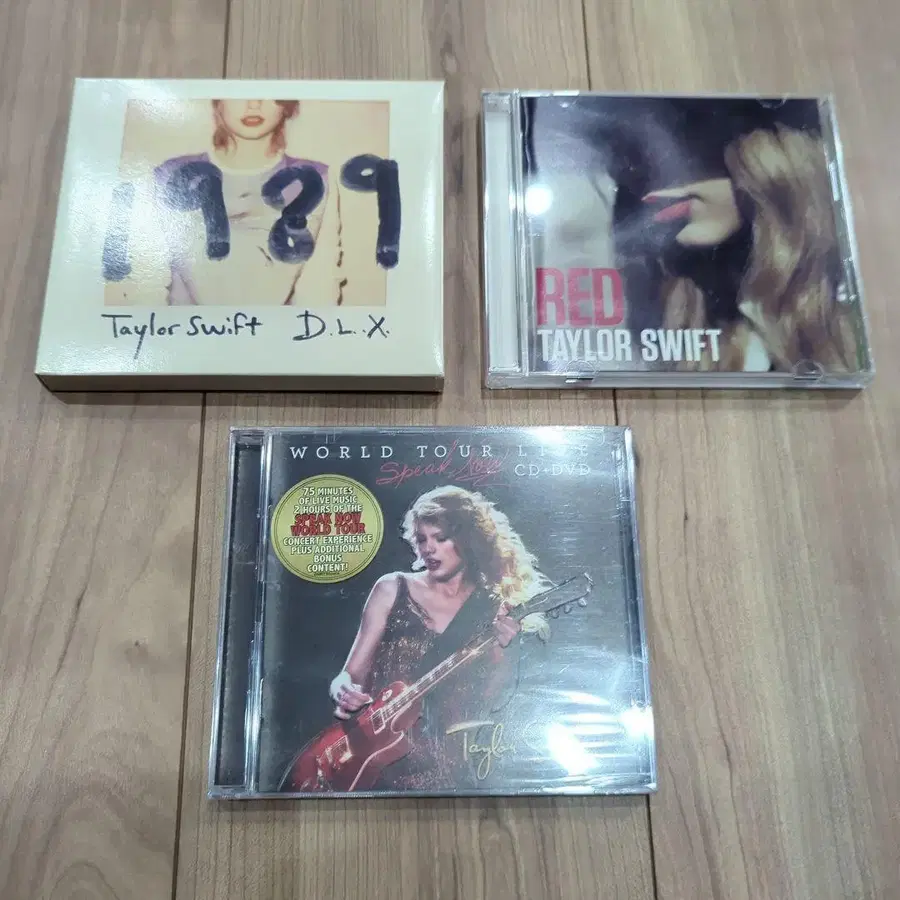 1989
Taylor Swift D.L.X.
RED
TAYLOR SWIFT
WORLD TOUR LIVE
Speak Now CD+DVD
75 MINUTES
OF LIVE MUSIC
2 HOURS OF THE
SPEAK NOW
WORLD TOUR
CONCERT EXPERIENCE
PLUS ADDITIONAL
BONUS
CONTENT!
Taylor